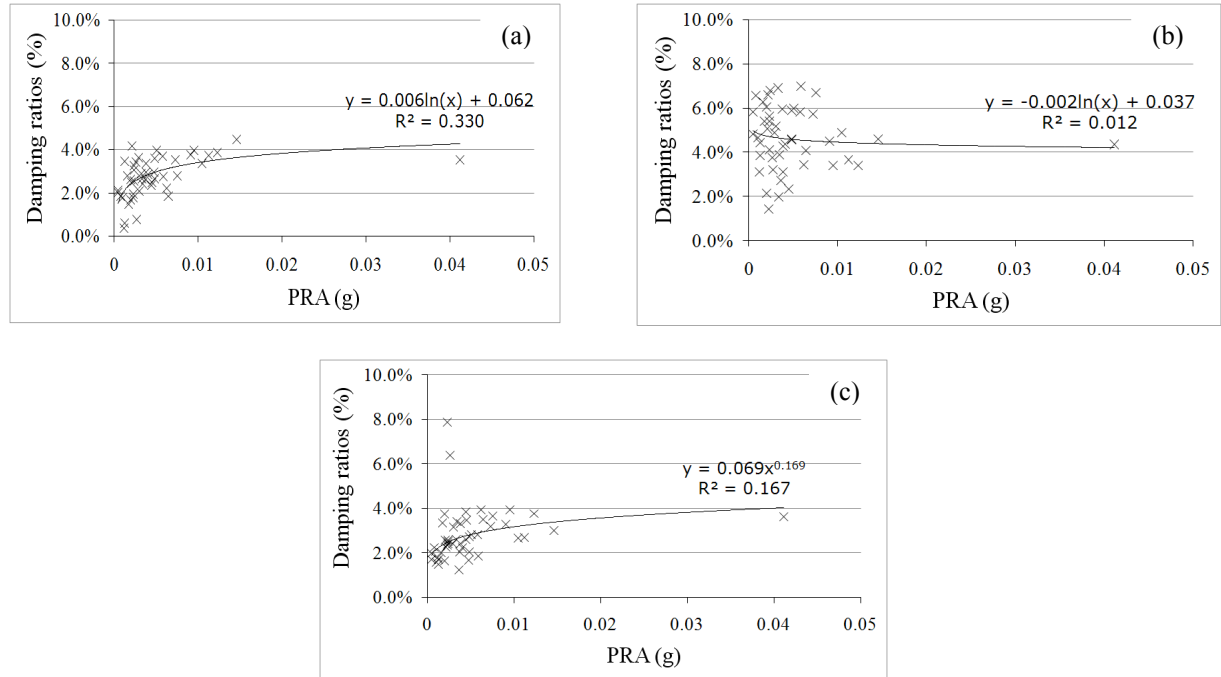 (a)
Damping ratios (%)
10.0%
8.0%
6.0%
4.0%
2.0%
0.0%
y = 0.006ln(x) + 0.062
R² = 0.330
0 0.01 0.02 0.03 0.04 0.05
PRA (g)
(b)
Damping ratios (%)
10.0%
8.0%
6.0%
4.0%
2.0%
0.0%
y = -0.002ln(x) + 0.037
R² = 0.012
0 0.01 0.02 0.03 0.04 0.05
PRA (g)
(c)
Damping ratios (%)
10.0%
8.0%
6.0%
4.0%
2.0%
0.0%
y = 0.069x^0.169
R² = 0.167
0 0.01 0.02 0.03 0.04 0.05
PRA (g)